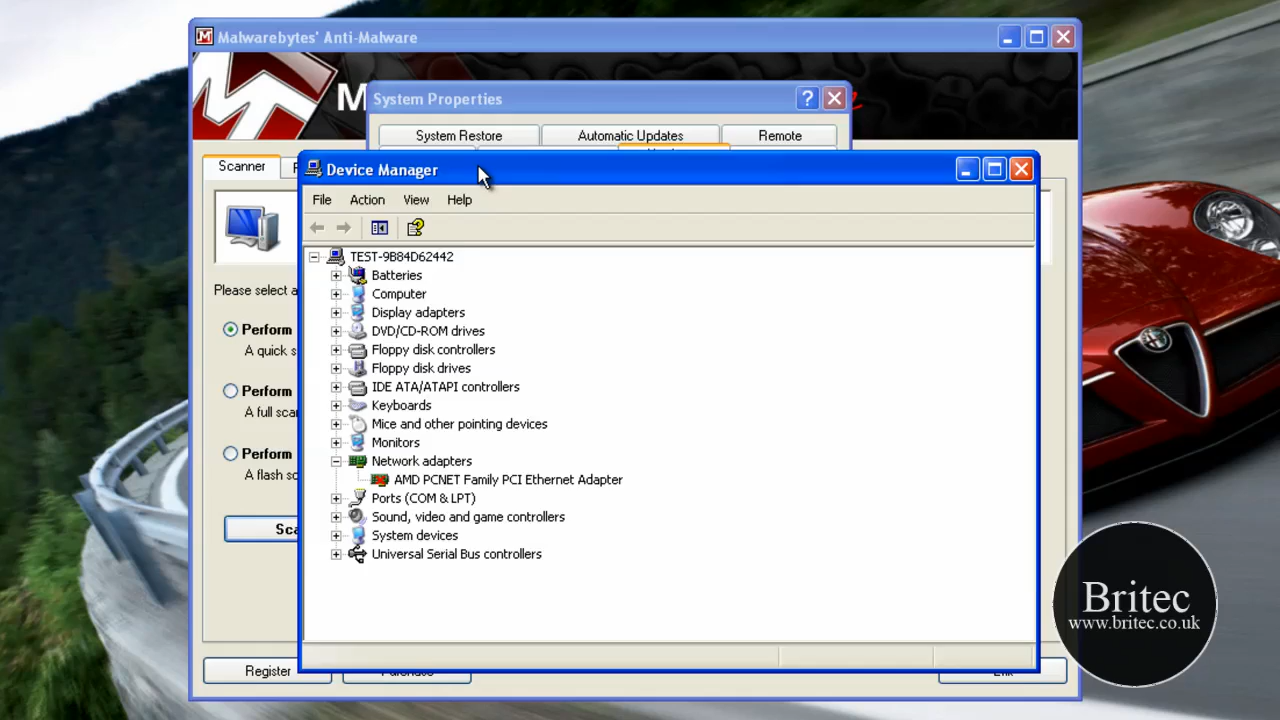 Malwarebytes' Anti-Malware
M
System Properties
System Restore
Automatic Updates
Remote
Scanner
Device Manager
File
Action
View
Help
TEST-9B84D62442
Batteries
Computer
Display adapters
DVD/CD-ROM drives
Floppy disk controllers
Floppy disk drives
IDE ATA/ATAPI controllers
Keyboards
Mice and other pointing devices
Monitors
Network adapters
AMD PCNET Family PCI Ethernet Adapter
Ports (COM & LPT)
Sound, video and game controllers
System devices
Universal Serial Bus controllers
Please select a
Perform
A quick s
Perform
A full sca
Perform
A flash sc
Sca
Register
Purchase
Britec
www.britec.co.uk